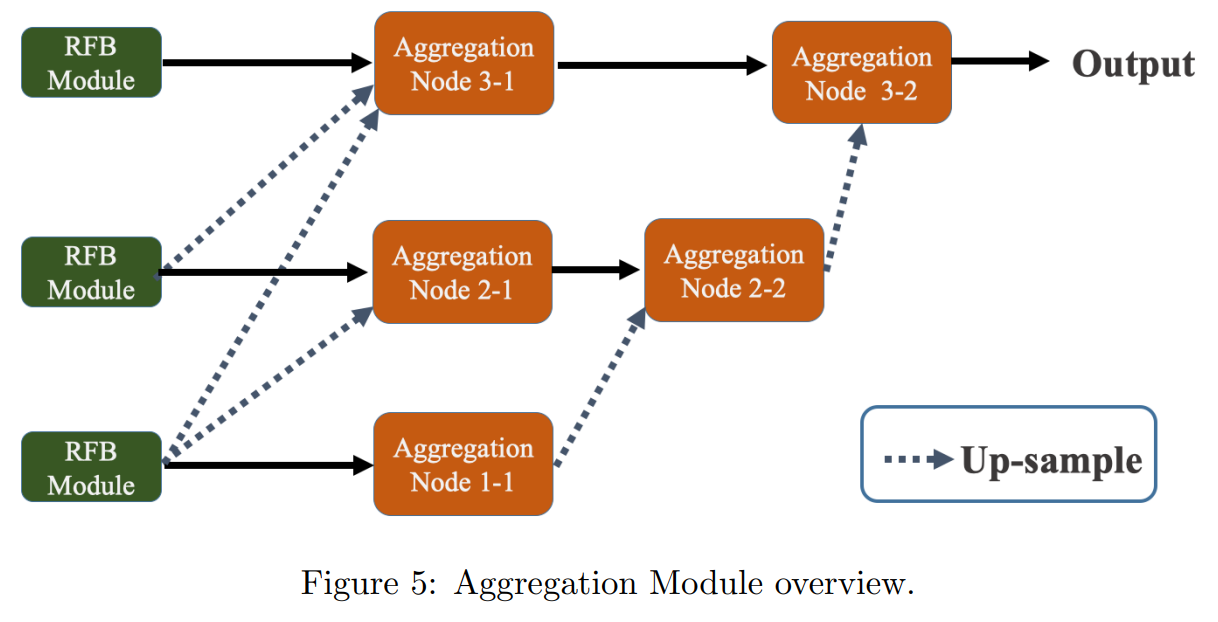 RFB
Module
Aggregation
Node 3-1
Aggregation
Node 3-2
Output
RFB
Module
Aggregation
Node 2-1
Aggregation
Node 2-2
RFB
Module
Aggregation
Node 1-1
Up-sample
Figure 5: Aggregation Module overview.